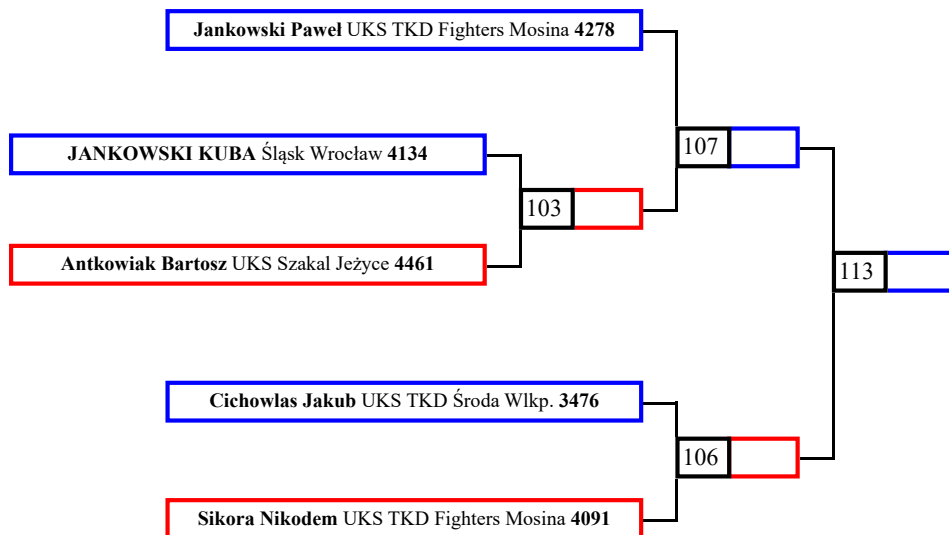 Jankowski Paweł UKS TKD Fighters Mosina 4278
107
JANKOWSKI KUBA Śląsk Wrocław 4134
103
Antkowiak Bartosz UKS Szakal Jeżyce 4461
113
Cichowlas Jakub UKS TKD Środa Wlkp. 3476
106
Sikora Nikodem UKS TKD Fighters Mosina 4091